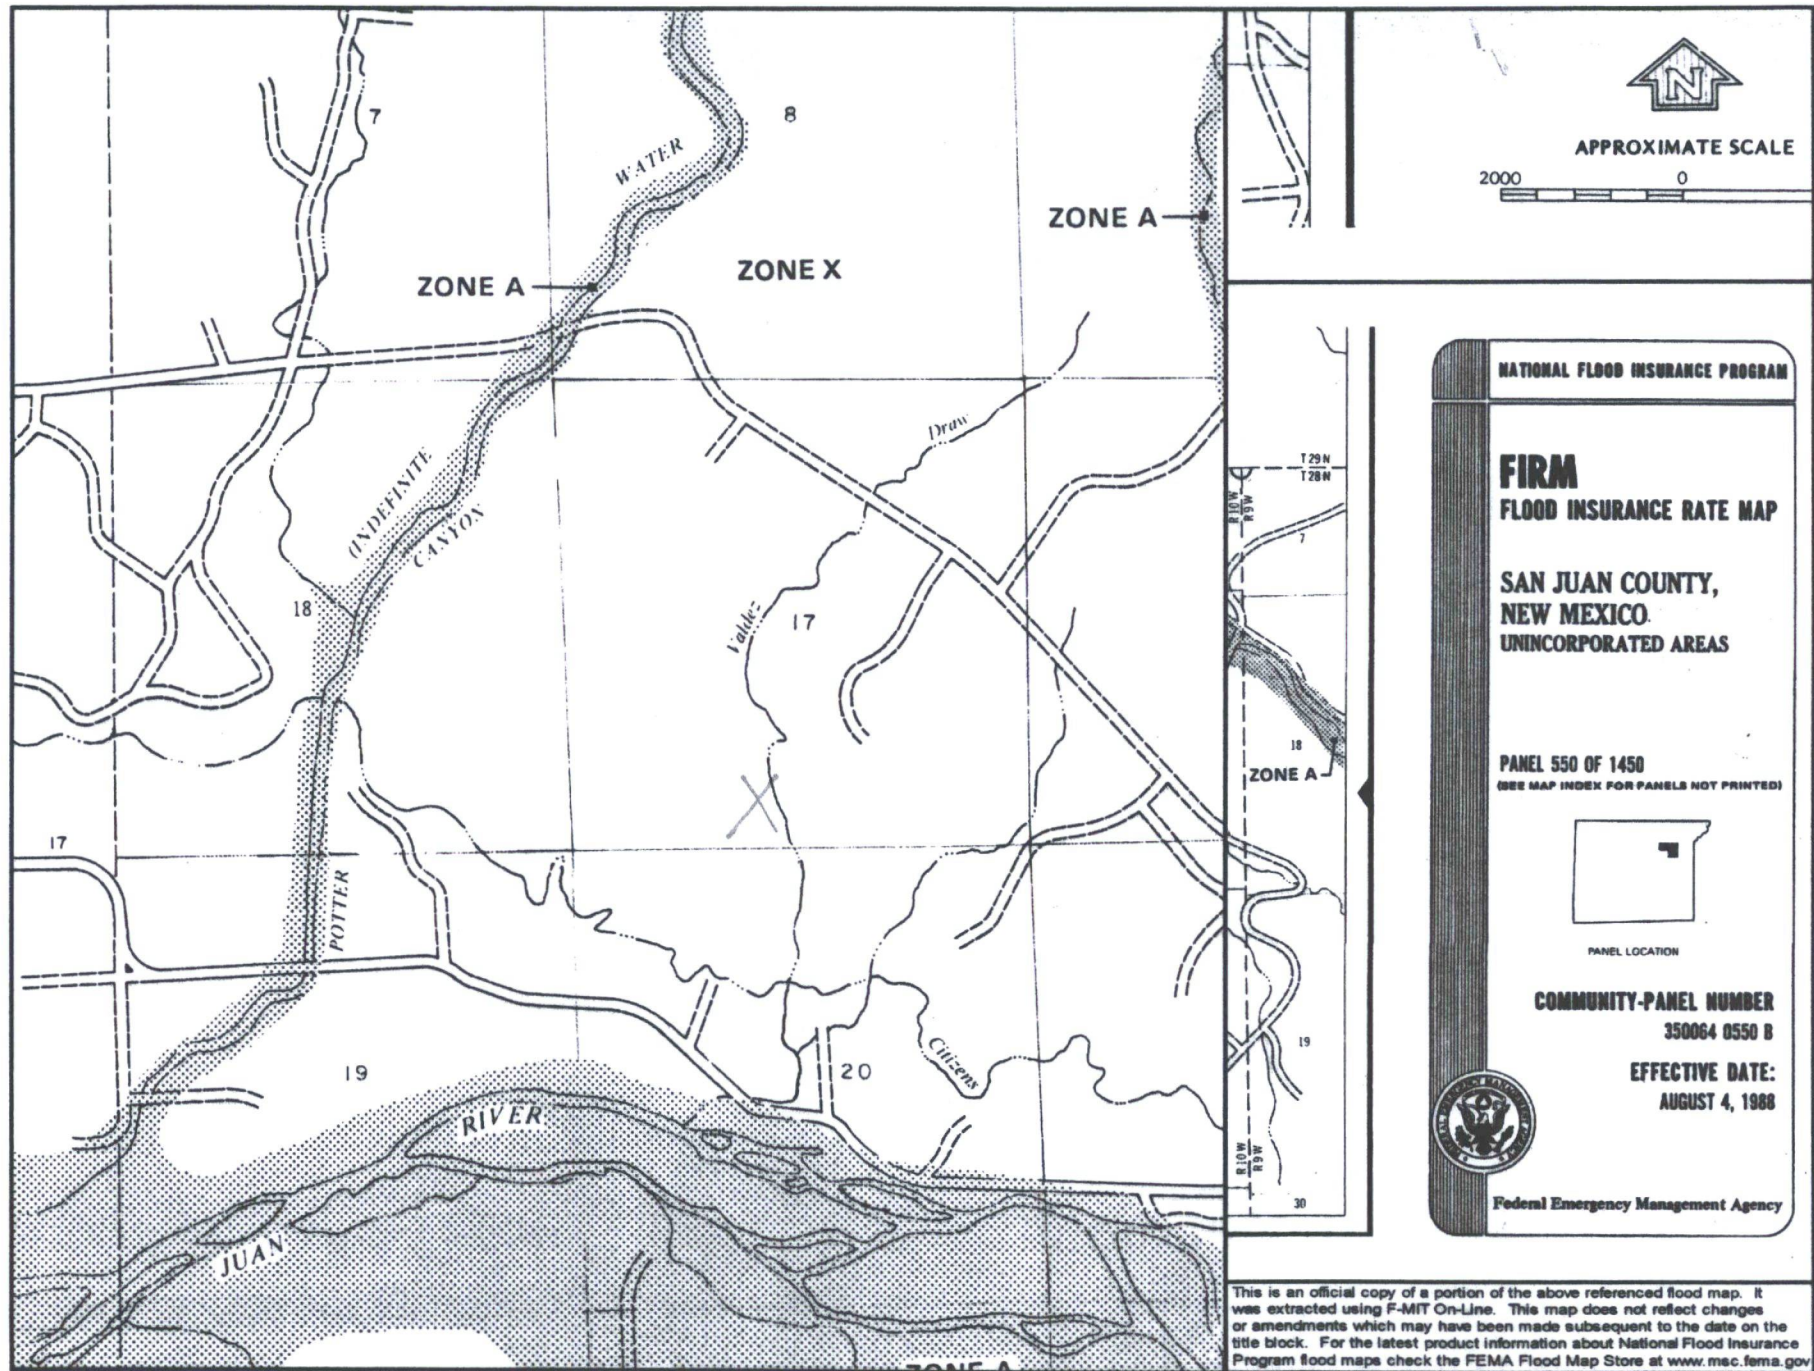 7
8
WATER
ZONE A
ZONE A
ZONE X
Draw
(INDEFINITE
CANYON
18
Valdez
17
17
POTTER
19
20
Citizens
RIVER
JUAN
ZONE A
N
APPROXIMATE SCALE
2000 0
T29N
T28N
R10W
R9W
7
18
ZONE A
19
R10W
R9W
30
NATIONAL FLOOD INSURANCE PROGRAM
FIRM
FLOOD INSURANCE RATE MAP
SAN JUAN COUNTY,
NEW MEXICO.
UNINCORPORATED AREAS
PANEL 550 OF 1450
(SEE MAP INDEX FOR PANELS NOT PRINTED)
PANEL LOCATION
COMMUNITY-PANEL NUMBER
350064 0550 B
EFFECTIVE DATE:
AUGUST 4, 1988
Federal Emergency Management Agency
This is an official copy of a portion of the above referenced flood map. It
was extracted using F-MIT On-Line. This map does not reflect changes
or amendments which may have been made subsequent to the date on the
title block. For the latest product information about National Flood Insurance
Program flood maps check the FEMA Flood Map Store at www.msc.fema.gov